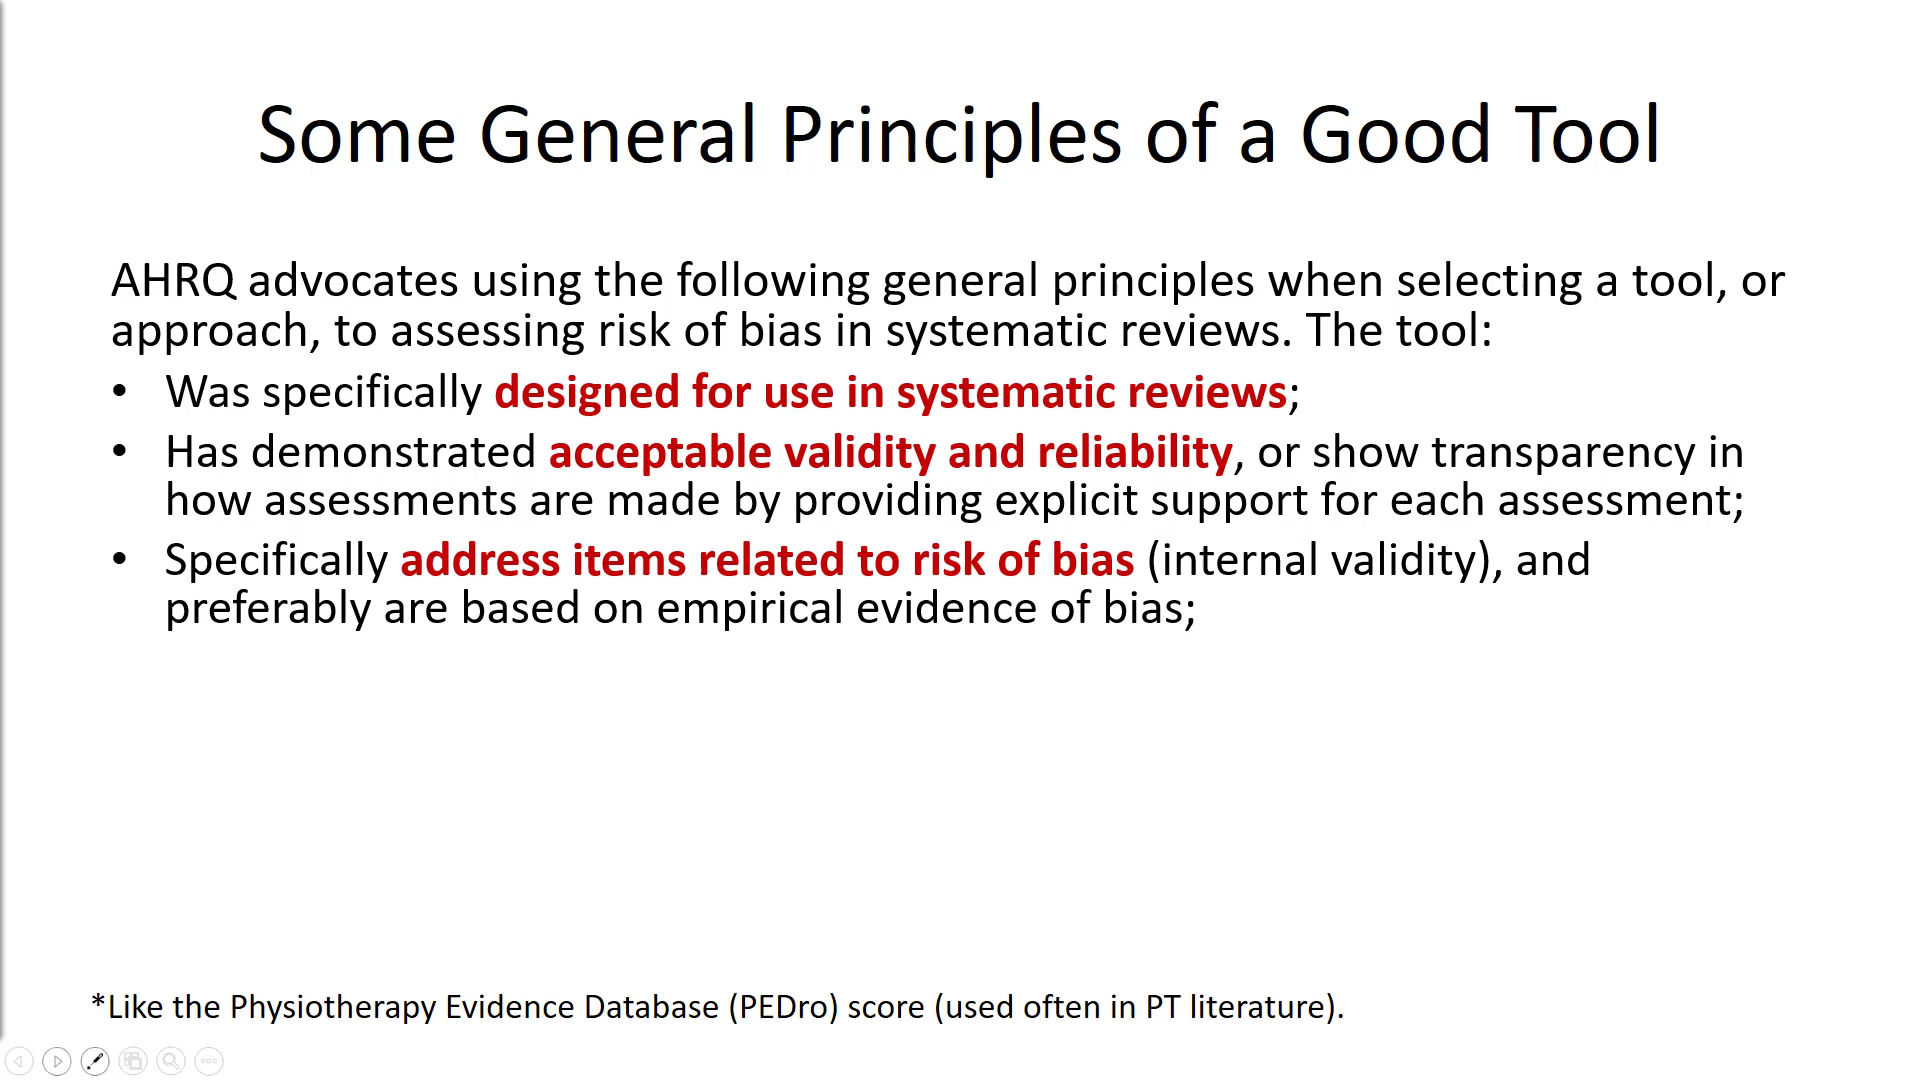 Some General Principles of a Good Tool
AHRQ advocates using the following general principles when selecting a tool, or
approach, to assessing risk of bias in systematic reviews. The tool:
• Was specifically designed for use in systematic reviews;
• Has demonstrated acceptable validity and reliability, or show transparency in
how assessments are made by providing explicit support for each assessment;
• Specifically address items related to risk of bias (internal validity), and
preferably are based on empirical evidence of bias;
*Like the Physiotherapy Evidence Database (PEDro) score (used often in PT literature).